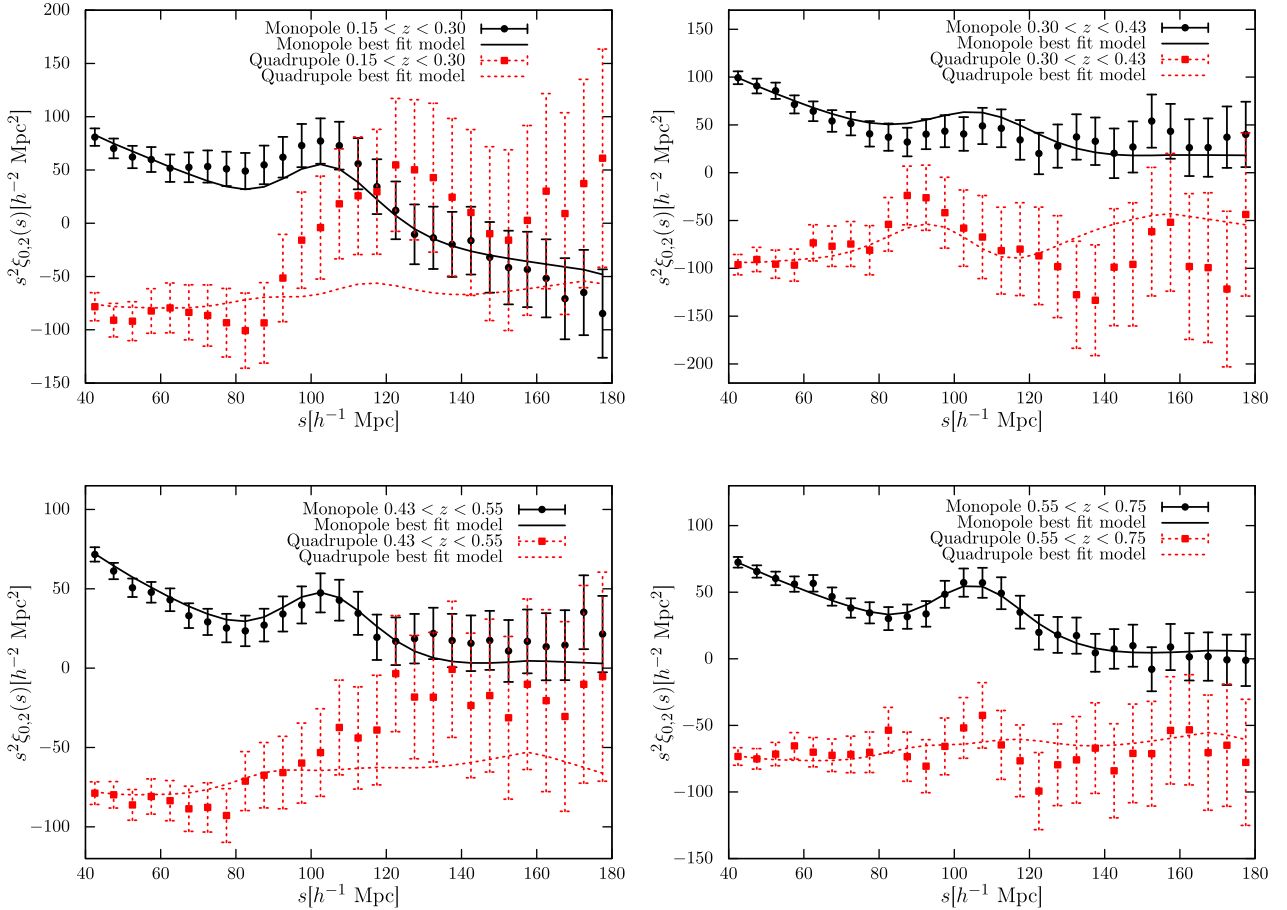 200
150
100
50
0
−50
−100
−150
40 60 80 100 120 140 160 180
s[h⁻¹ Mpc]
s²ξ₀,₂(s)[h⁻² Mpc²]
Monopole 0.15 < z < 0.30
Monopole best fit model
Quadrupole 0.15 < z < 0.30
Quadrupole best fit model
150
100
50
0
−50
−100
−150
−200
40 60 80 100 120 140 160 180
s[h⁻¹ Mpc]
s²ξ₀,₂(s)[h⁻² Mpc²]
Monopole 0.30 < z < 0.43
Monopole best fit model
Quadrupole 0.30 < z < 0.43
Quadrupole best fit model
100
50
0
−50
−100
40 60 80 100 120 140 160 180
s[h⁻¹ Mpc]
s²ξ₀,₂(s)[h⁻² Mpc²]
Monopole 0.43 < z < 0.55
Monopole best fit model
Quadrupole 0.43 < z < 0.55
Quadrupole best fit model
100
50
0
−50
−100
−150
40 60 80 100 120 140 160 180
s[h⁻¹ Mpc]
s²ξ₀,₂(s)[h⁻² Mpc²]
Monopole 0.55 < z < 0.75
Monopole best fit model
Quadrupole 0.55 < z < 0.75
Quadrupole best fit model